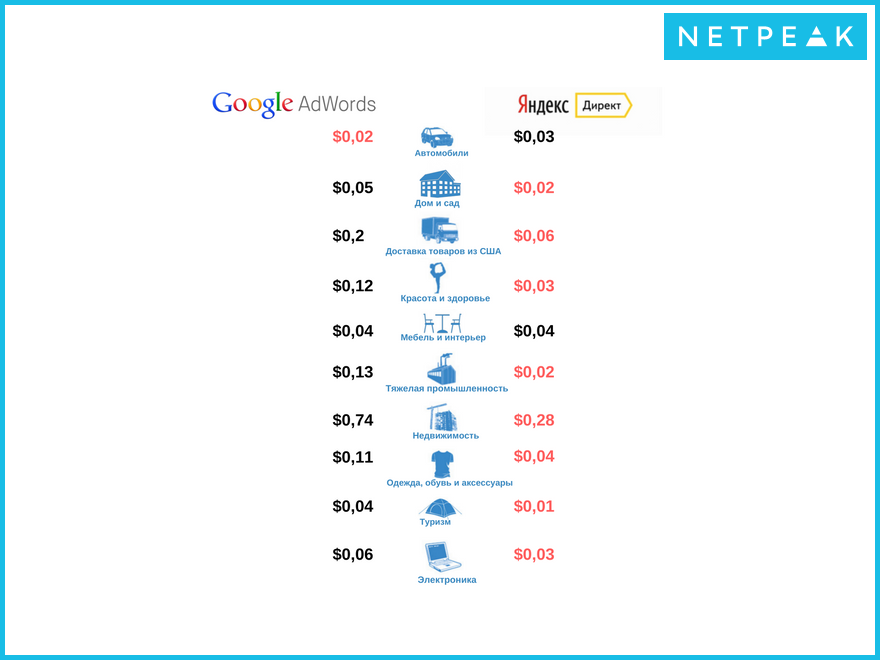 NETPEAK
Google AdWords Яндекс Директ
$0,02 $0,03
Автомобили
$0,05 $0,02
Дом и сад
$0,2 $0,06
Доставка товаров из США
$0,12 $0,03
Красота и здоровье
$0,04 $0,04
Мебель и интерьер
$0,13 $0,02
Тяжелая промышленность
$0,74 $0,28
Недвижимость
$0,11 $0,04
Одежда, обувь и аксессуары
$0,04 $0,01
Туризм
$0,06 $0,03
Электроника